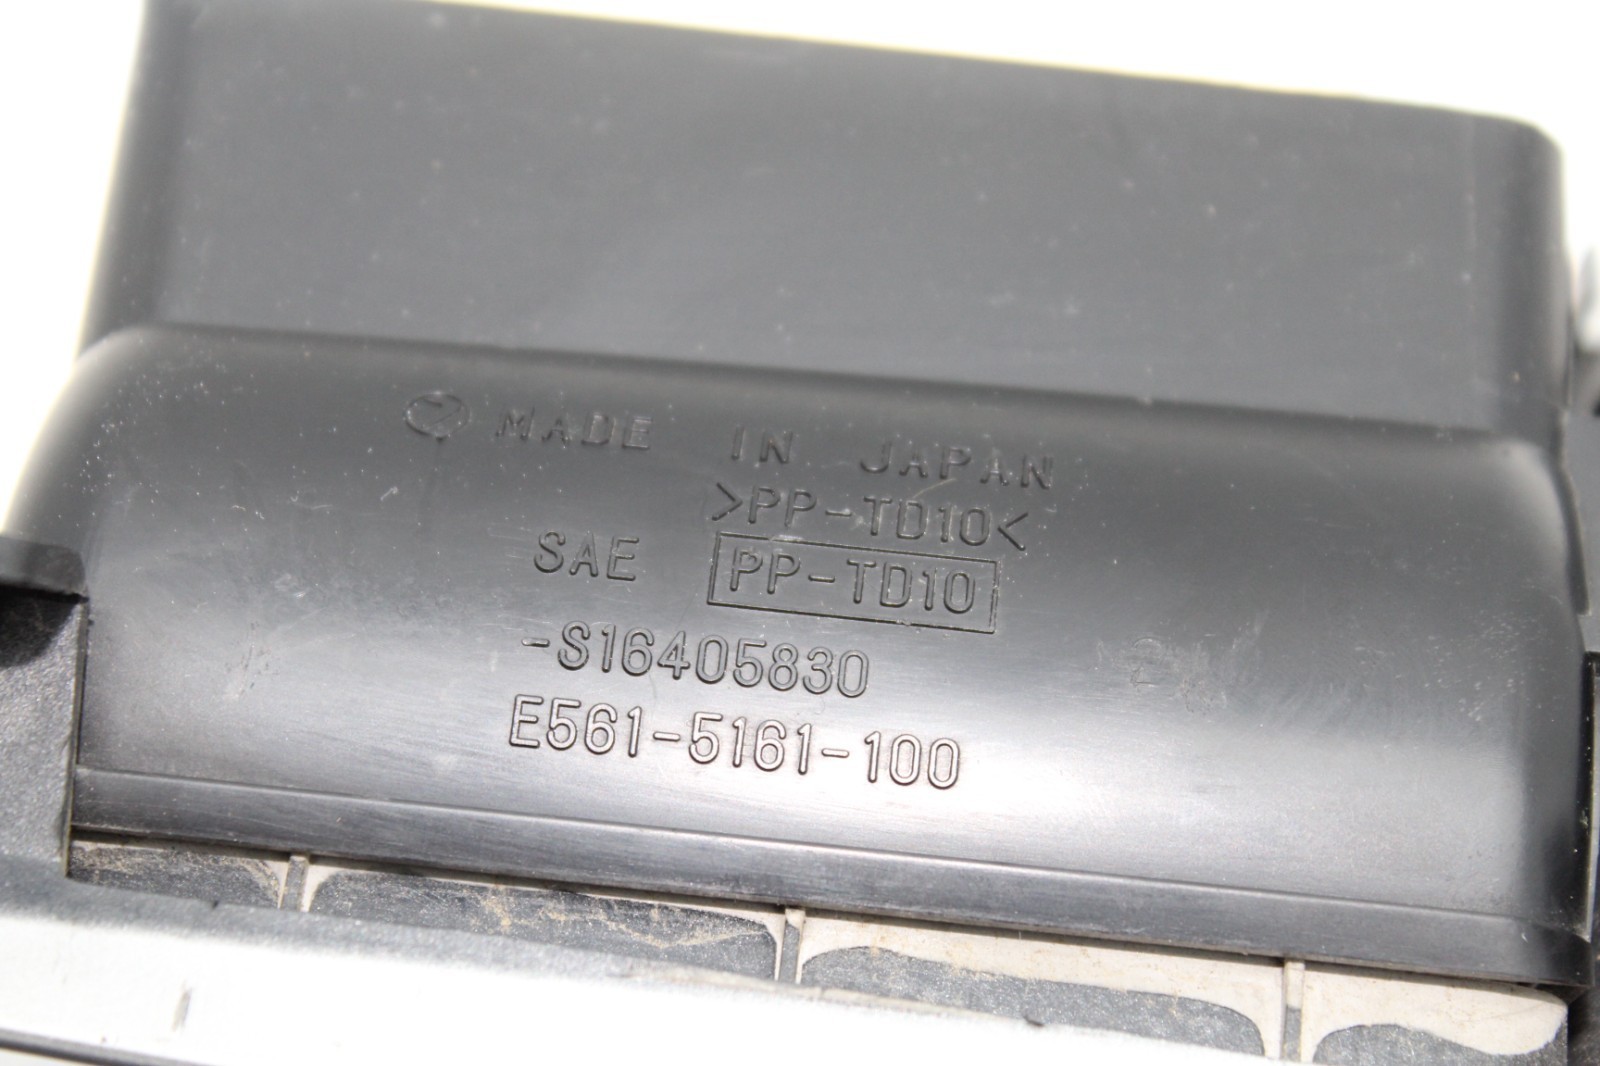 MADE IN JAPAN
>PP-TD10<
SAE PP-TD10
-S16405830
E561-5161-100